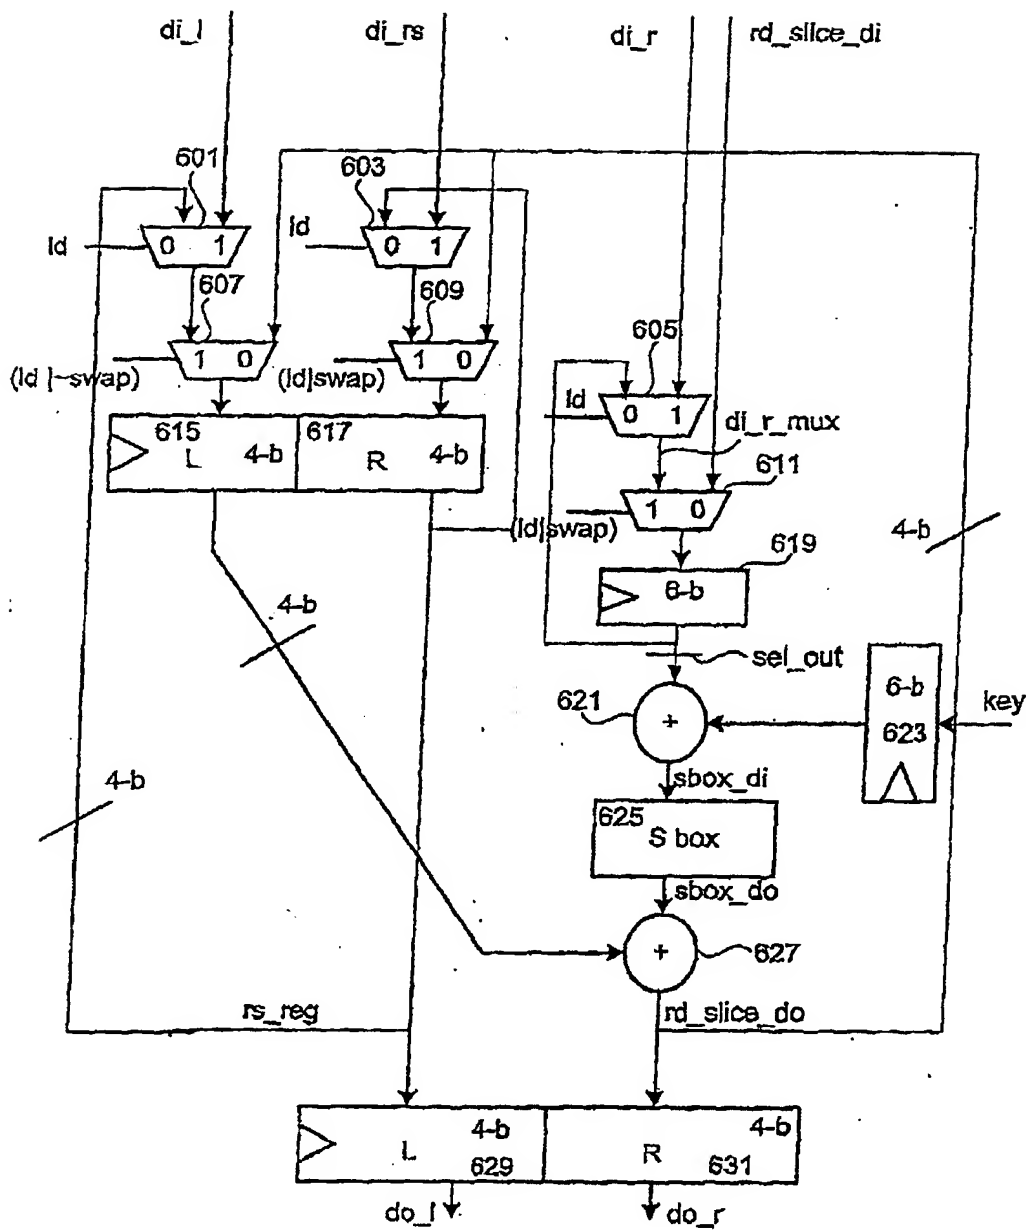 di_l di_rs di_r rd_slice_di
601 603
ld 0 1 ld 0 1
607 609 605
1 0 1 0
(ld |~swap) (ld|swap)
ld 0 1
di_r_mux
615 617 611
L 4-b R 4-b
1 0
(ld|swap) 4-b
619
6-b
4-b
sel_out
621 + 6-b key
623
4-b sbox_di
625
S box
sbox_do
+ 627
rs_reg rd_slice_do
4-b 4-b
L 629 R 631
do_l do_r